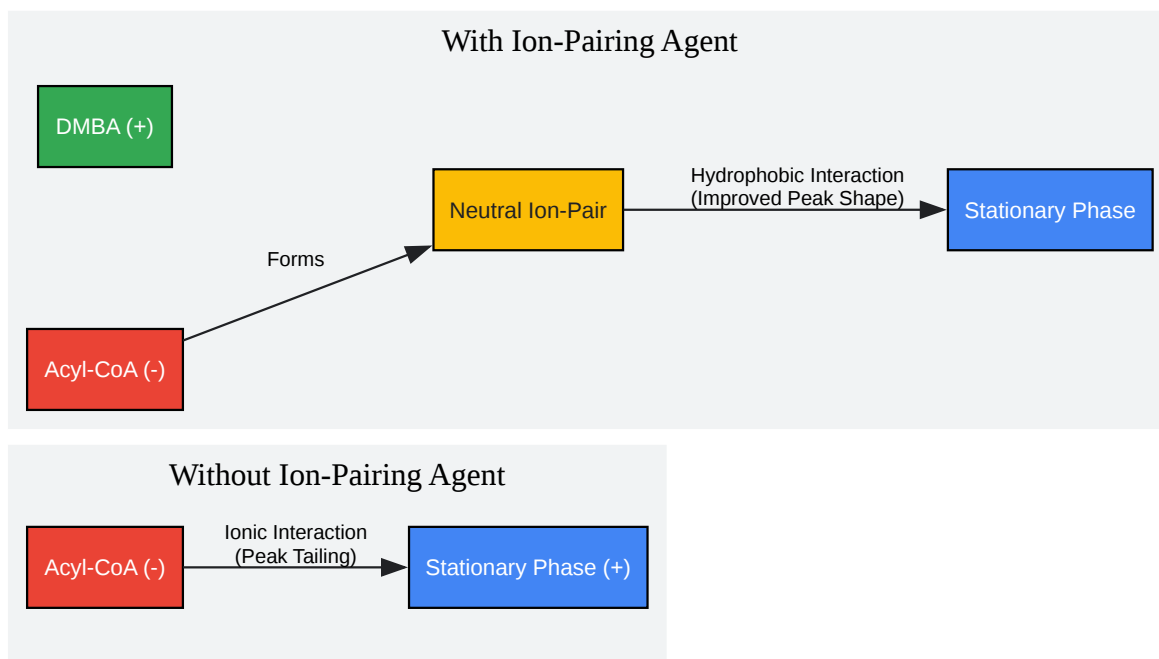 With Ion-Pairing Agent
DMBA (+)
Hydrophobic Interaction
(Improved Peak Shape)
Neutral Ion-Pair
Stationary Phase
Forms
Acyl-CoA (-)
Without Ion-Pairing Agent
Ionic Interaction
(Peak Tailing)
Acyl-CoA (-)
Stationary Phase (+)